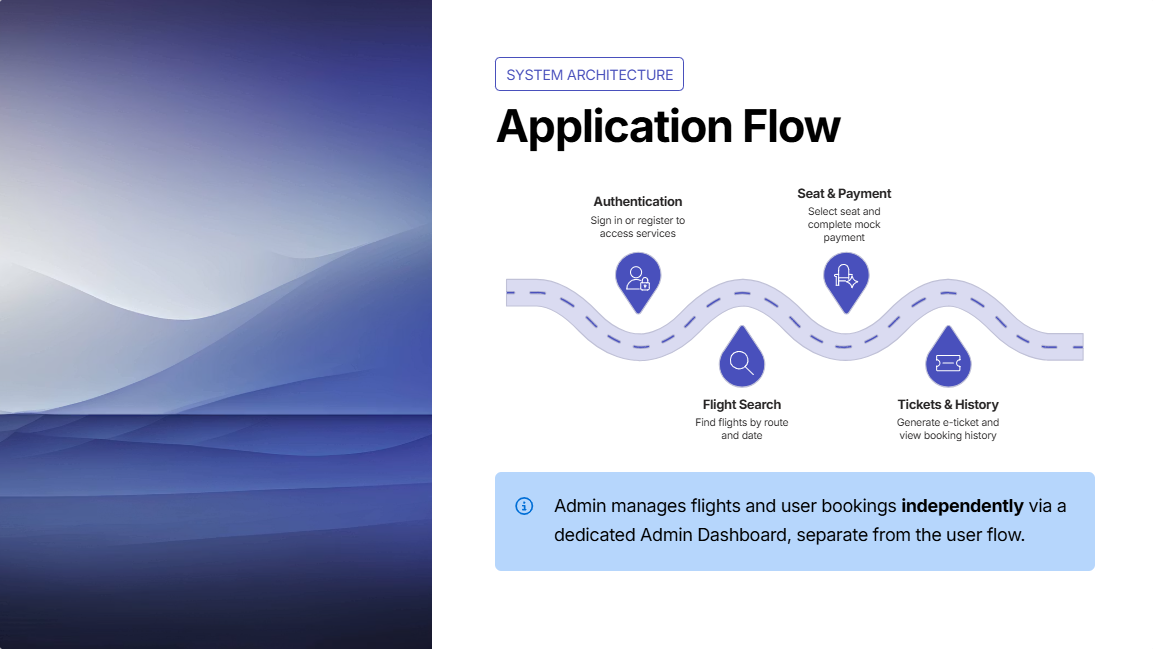 SYSTEM ARCHITECTURE
Application Flow
Authentication
Sign in or register to
access services
Seat & Payment
Select seat and
complete mock
payment
Flight Search
Find flights by route
and date
Tickets & History
Generate e-ticket and
view booking history
Admin manages flights and user bookings independently via a
dedicated Admin Dashboard, separate from the user flow.